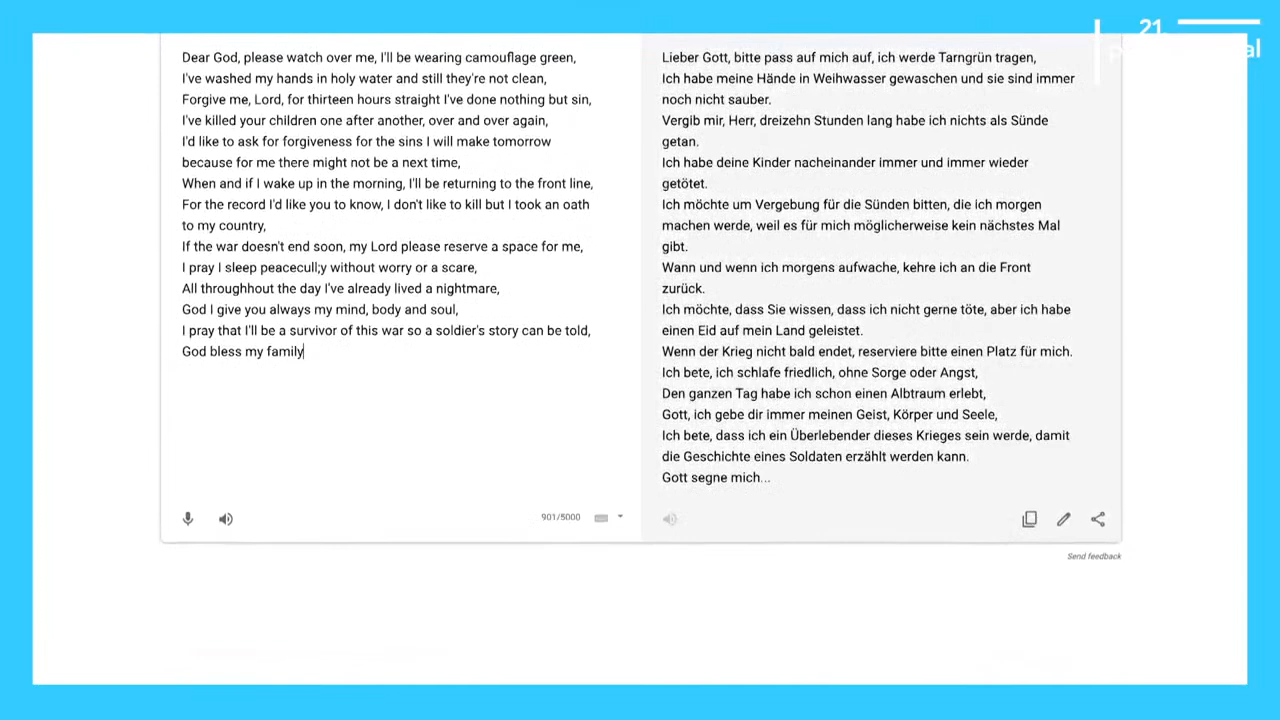 21.
p
al
Dear God, please watch over me, I'll be wearing camouflage green,
I've washed my hands in holy water and still they're not clean,
Forgive me, Lord, for thirteen hours straight I've done nothing but sin,
I've killed your children one after another, over and over again,
I'd like to ask for forgiveness for the sins I will make tomorrow
because for me there might not be a next time,
When and if I wake up in the morning, I'll be returning to the front line,
For the record I'd like you to know, I don't like to kill but I took an oath
to my country,
If the war doesn't end soon, my Lord please reserve a space for me,
I pray I sleep peacecull;y without worry or a scare,
All throughhout the day I've already lived a nightmare,
God I give you always my mind, body and soul,
I pray that I'll be a survivor of this war so a soldier's story can be told,
God bless my family
901/5000
Lieber Gott, bitte pass auf mich auf, ich werde Tarngrün tragen,
Ich habe meine Hände in Weihwasser gewaschen und sie sind immer
noch nicht sauber.
Vergib mir, Herr, dreizehn Stunden lang habe ich nichts als Sünde
getan.
Ich habe deine Kinder nacheinander immer und immer wieder
getötet.
Ich möchte um Vergebung für die Sünden bitten, die ich morgen
machen werde, weil es für mich möglicherweise kein nächstes Mal
gibt.
Wann und wenn ich morgens aufwache, kehre ich an die Front
zurück.
Ich möchte, dass Sie wissen, dass ich nicht gerne töte, aber ich habe
einen Eid auf mein Land geleistet.
Wenn der Krieg nicht bald endet, reserviere bitte einen Platz für mich.
Ich bete, ich schlafe friedlich, ohne Sorge oder Angst,
Den ganzen Tag habe ich schon einen Albtraum erlebt,
Gott, ich gebe dir immer meinen Geist, Körper und Seele,
Ich bete, dass ich ein Überlebender dieses Krieges sein werde, damit
die Geschichte eines Soldaten erzählt werden kann.
Gott segne mich...
Send feedback